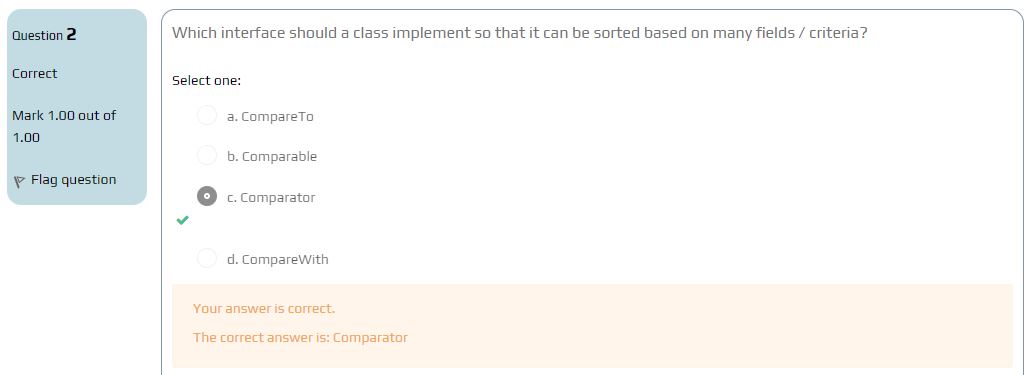 Question 2
Correct
Mark 1.00 out of
1.00
Flag question
Which interface should a class implement so that it can be sorted based on many fields / criteria?
Select one:
a. CompareTo
b. Comparable
c. Comparator
d. CompareWith
Your answer is correct.
The correct answer is: Comparator